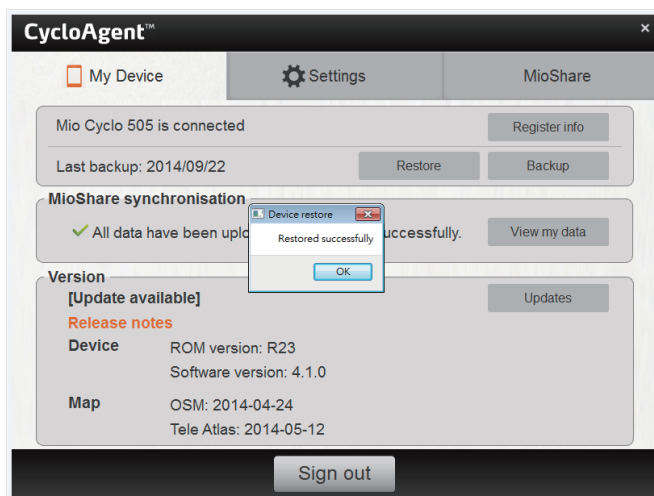 CycloAgent™
×
My Device Settings MioShare
Mio Cyclo 505 is connected Register info
Last backup: 2014/09/22 Restore Backup
MioShare synchronisation
Device restore
✓ All data have been uplo uccessfully. View my data
Restored successfully
OK
Version
[Update available] Updates
Release notes
Device ROM version: R23
Software version: 4.1.0
Map OSM: 2014-04-24
Tele Atlas: 2014-05-12
Sign out